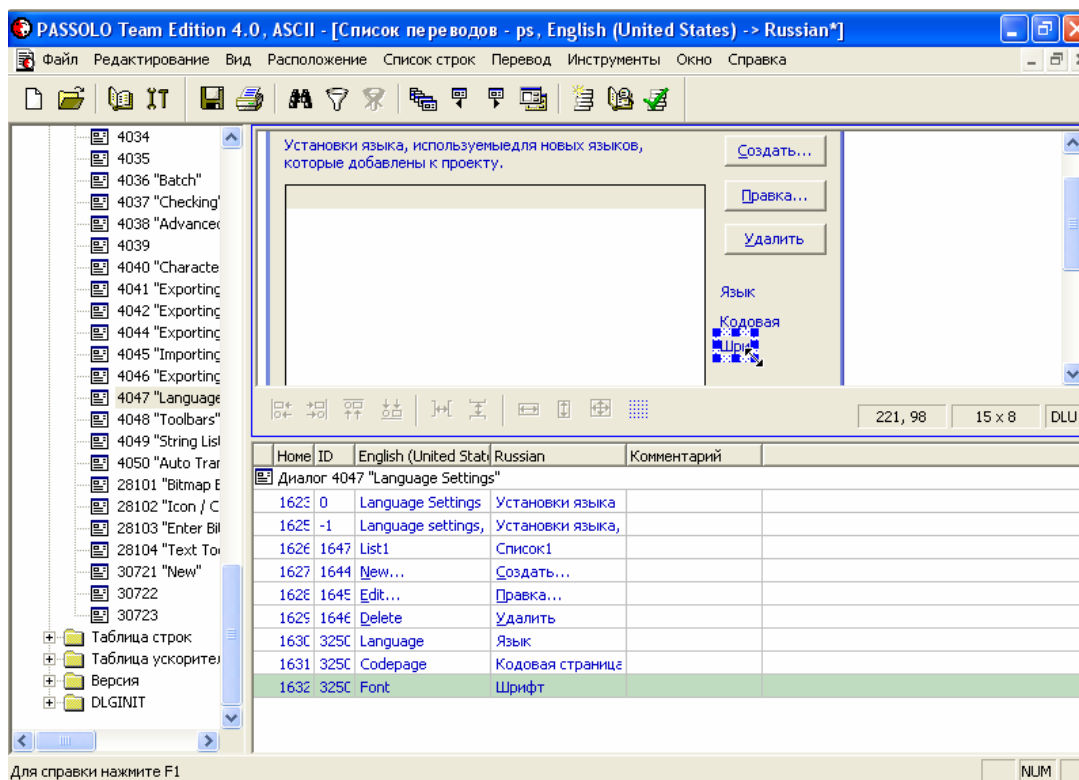 PASSOLO Team Edition 4.0, ASCII - [Список переводов - ps, English (United States) -> Russian*]
Файл Редактирование Вид Расположение Список строк Перевод Инструменты Окно Справка
4034
4035
4036 "Batch"
4037 "Checking"
4038 "Advanced
4039
4040 "Characte
4041 "Exporting
4042 "Exporting
4044 "Exporting
4045 "Importing
4046 "Exporting
4047 "Language
4048 "Toolbars"
4049 "String Lis
4050 "Auto Tran
28101 "Bitmap E
28102 "Icon / C
28103 "Enter Bi
28104 "Text To
30721 "New"
30722
30723
Таблица строк
Таблица ускорител
Версия
DLGINIT
Установки языка, используемыедля новых языков,
которые добавлены к проекту.
Создать...
Правка...
Удалить
Язык
Кодовая
Шри
221, 98 15 x 8 DLU
Номе ID English (United Stat Russian Комментарий
Диалог 4047 "Language Settings"
1623 0 Language Settings Установки языка
1625 -1 Language settings, Установки языка,
1626 1647 List1 Список1
1627 1644 New... Создать...
1628 1645 Edit... Правка...
1629 1646 Delete Удалить
1630 3250 Language Язык
1631 3250 Codepage Кодовая страница
1632 3250 Font Шрифт
Для справки нажмите F1
NUM